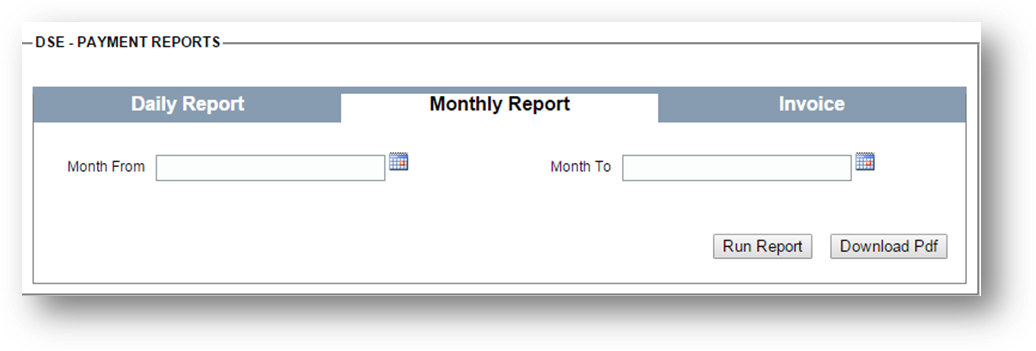 DSE - PAYMENT REPORTS
Daily Report Monthly Report Invoice
Month From Month To
Run Report Download Pdf